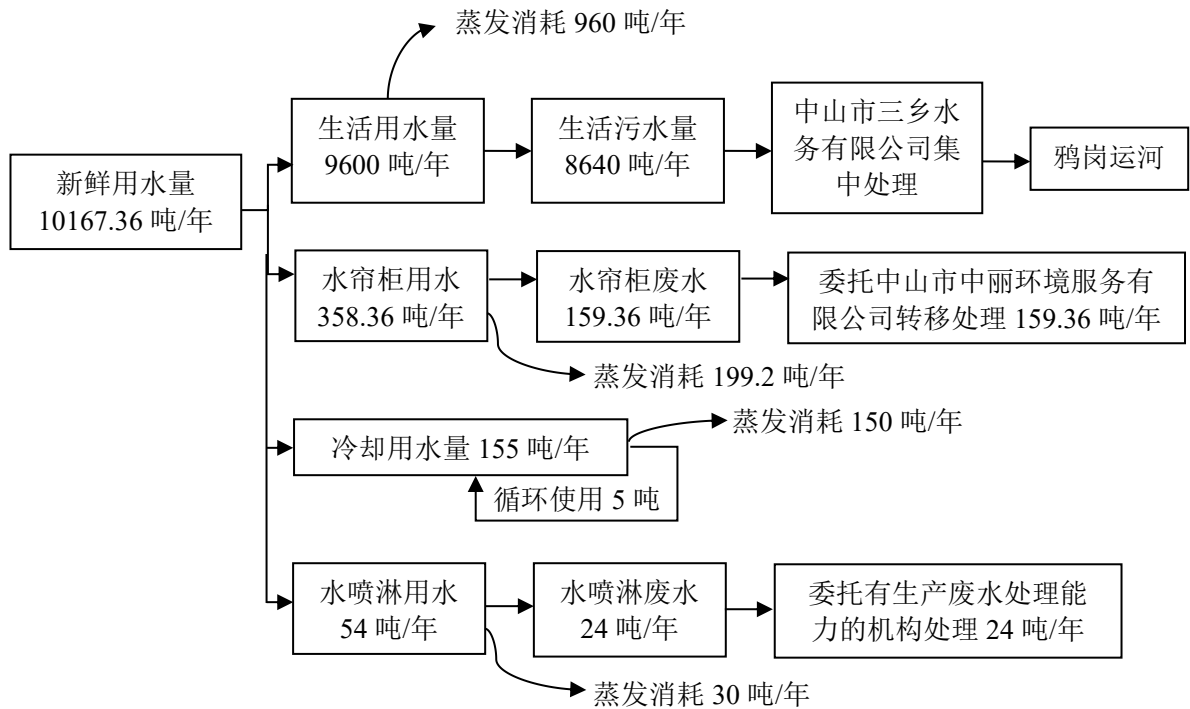 蒸发消耗 960 吨/年
新鲜用水量
10167.36 吨/年
生活用水量
9600 吨/年
生活污水量
8640 吨/年
中山市三乡水
务有限公司集
中处理
鸦岗运河
水帘柜用水
358.36 吨/年
水帘柜废水
159.36 吨/年
委托中山市中丽环境服务有
限公司转移处理 159.36 吨/年
蒸发消耗 199.2 吨/年
冷却用水量 155 吨/年
蒸发消耗 150 吨/年
循环使用 5 吨
水喷淋用水
54 吨/年
水喷淋废水
24 吨/年
委托有生产废水处理能
力的机构处理 24 吨/年
蒸发消耗 30 吨/年